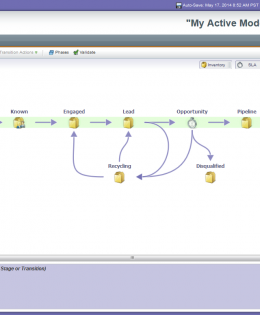 Auto-Save: May 17, 2014 6:52 AM PST
"My Active Mod
Transition Actions
Phases
Validate
Inventory
SLA
Known
Engaged
Lead
Opportunity
Pipeline
Recycling
Disqualified
Stage or Transition)